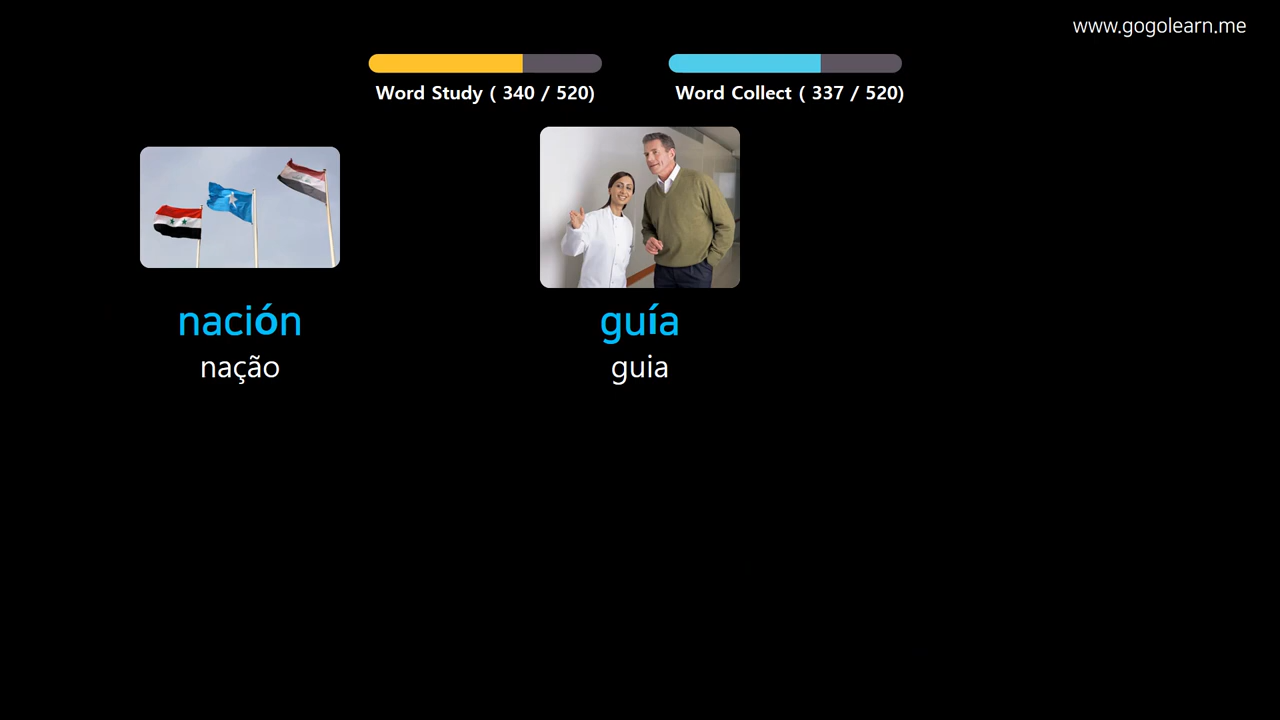 www.gogolearn.me
Word Study ( 340 / 520)
Word Collect ( 337 / 520)
nación
guía
nação
guia